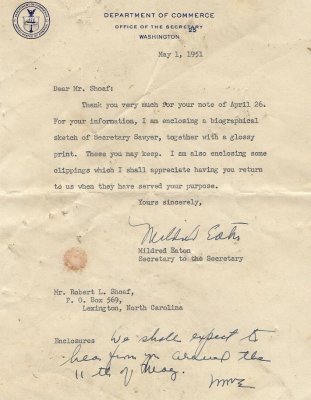 DEPARTMENT OF COMMERCE
OFFICE OF THE SECRETARY
25
WASHINGTON
May 1, 1951
Dear Mr. Shoaf:
Thank you very much for your note of April 26.
For your information, I am enclosing a biographical
sketch of Secretary Sawyer, together with a glossy
print. These you may keep. I am also enclosing some
clippings which I shall appreciate having you return
to us when they have served your purpose.
Yours sincerely,
Mildred Eaton
Mildred Eaton
Secretary to the Secretary
Mr. Robert L. Shoaf,
P. O. Box 569,
Lexington, North Carolina
Enclosures We shall expect to
hear from you around the
11th of May.